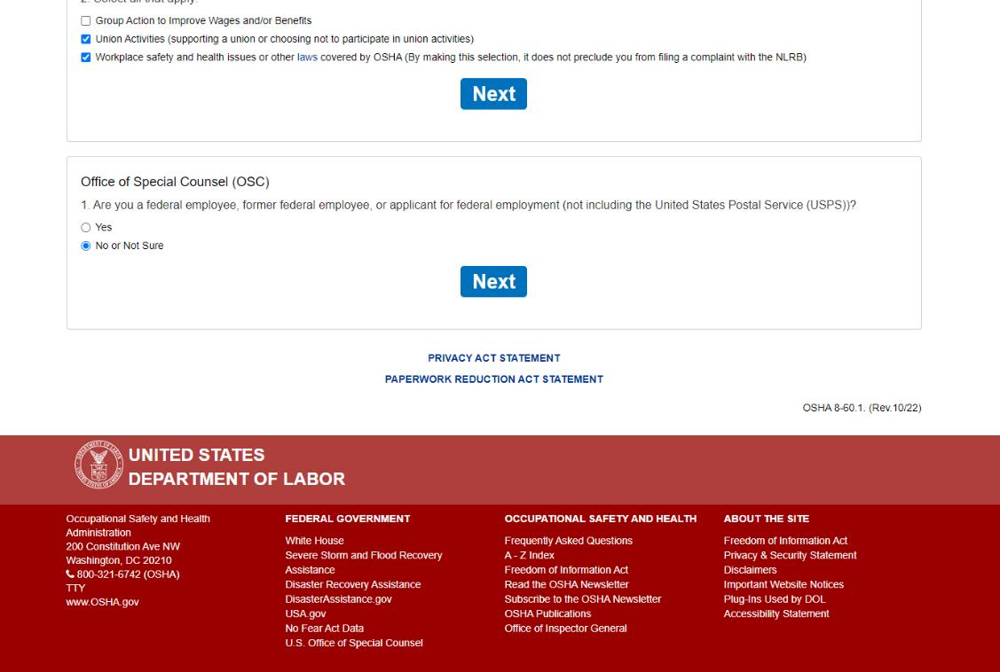 2. Select all that apply:
Group Action to Improve Wages and/or Benefits
Union Activities (supporting a union or choosing not to participate in union activities)
Workplace safety and health issues or other laws covered by OSHA (By making this selection, it does not preclude you from filing a complaint with the NLRB)
Next
Office of Special Counsel (OSC)
1. Are you a federal employee, former federal employee, or applicant for federal employment (not including the United States Postal Service (USPS))?
Yes
No or Not Sure
Next
PRIVACY ACT STATEMENT
PAPERWORK REDUCTION ACT STATEMENT
OSHA 8-60.1. (Rev.10/22)
UNITED STATES
DEPARTMENT OF LABOR
Occupational Safety and Health
Administration
200 Constitution Ave NW
Washington, DC 20210
800-321-6742 (OSHA)
TTY
www.OSHA.gov
FEDERAL GOVERNMENT
White House
Severe Storm and Flood Recovery
Assistance
Disaster Recovery Assistance
DisasterAssistance.gov
USA.gov
No Fear Act Data
U.S. Office of Special Counsel
OCCUPATIONAL SAFETY AND HEALTH
Frequently Asked Questions
A - Z Index
Freedom of Information Act
Read the OSHA Newsletter
Subscribe to the OSHA Newsletter
OSHA Publications
Office of Inspector General
ABOUT THE SITE
Freedom of Information Act
Privacy & Security Statement
Disclaimers
Important Website Notices
Plug-Ins Used by DOL
Accessibility Statement